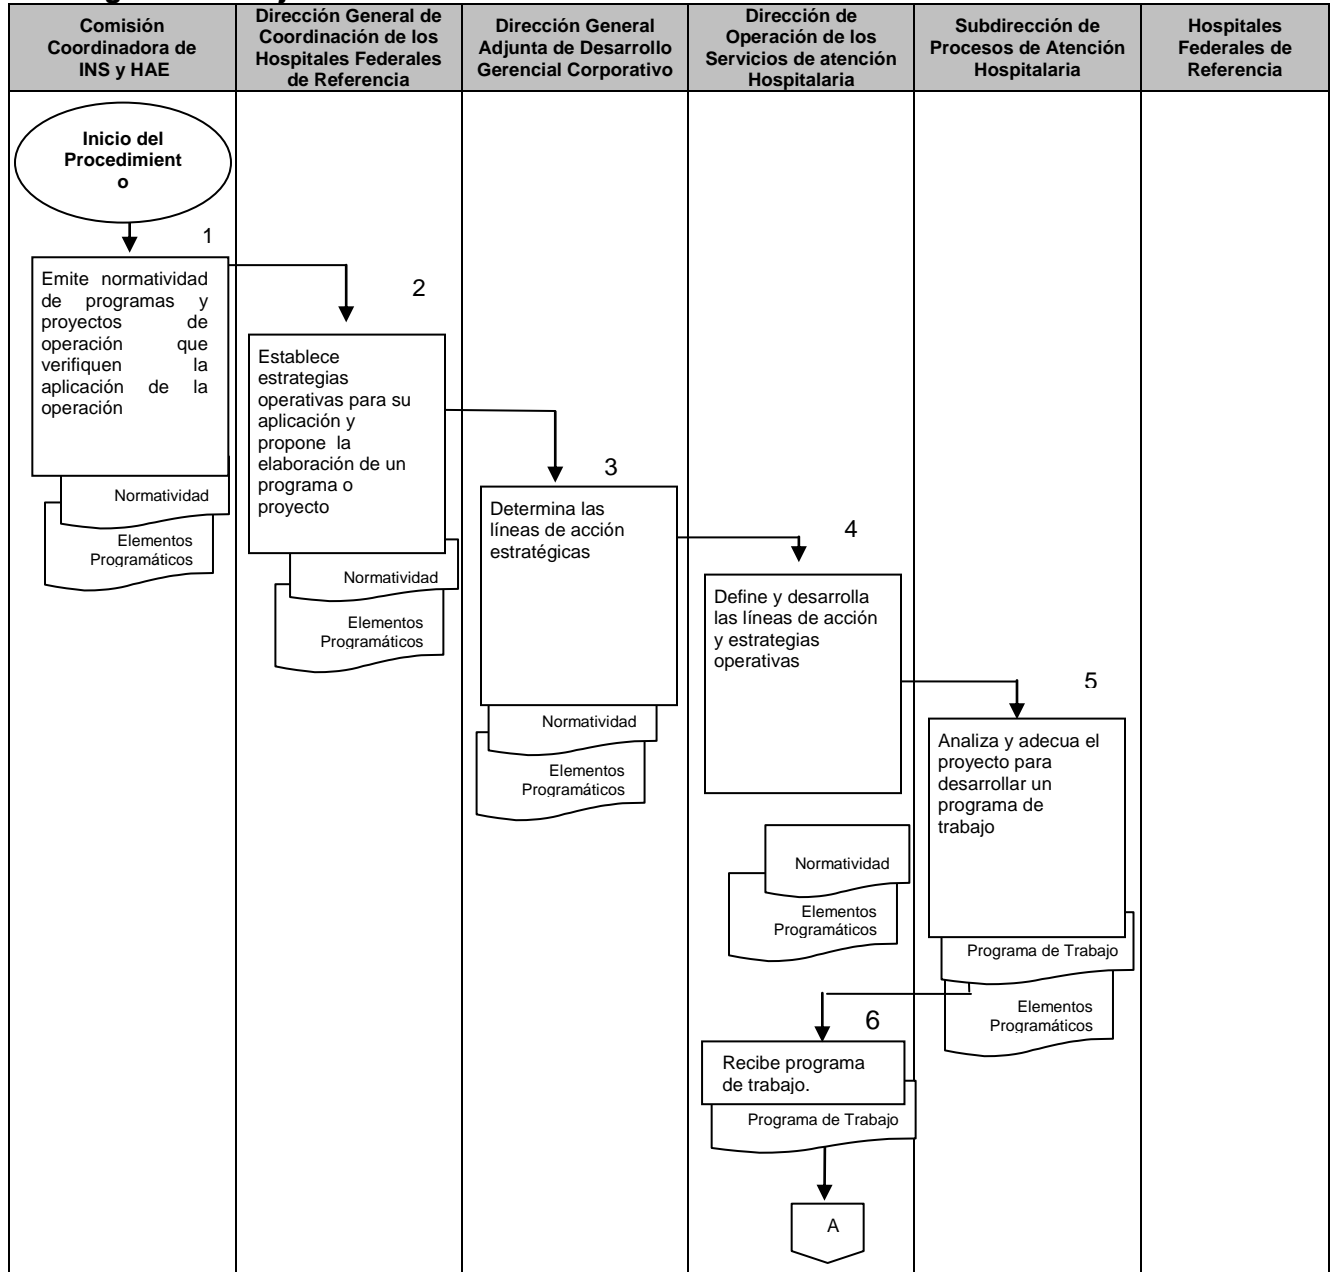 Comisión
Coordinadora de
INS y HAE
Dirección General de
Coordinación de los
Hospitales Federales
de Referencia
Dirección General
Adjunta de Desarrollo
Gerencial Corporativo
Dirección de
Operación de los
Servicios de atención
Hospitalaria
Subdirección de
Procesos de Atención
Hospitalaria
Hospitales
Federales de
Referencia
Inicio del
Procedimient
o
1
Emite normatividad
de programas y
proyectos de
operación que
verifiquen la
aplicación de la
operación
Normatividad
Elementos
Programáticos
2
Establece
estrategias
operativas para su
aplicación y
propone la
elaboración de un
programa o
proyecto
Normatividad
Elementos
Programáticos
3
Determina las
líneas de acción
estratégicas
Normatividad
Elementos
Programáticos
4
Define y desarrolla
las líneas de acción
y estrategias
operativas
Normatividad
Elementos
Programáticos
5
Analiza y adecua el
proyecto para
desarrollar un
programa de
trabajo
Programa de Trabajo
Elementos
Programáticos
6
Recibe programa
de trabajo.
Programa de Trabajo
A